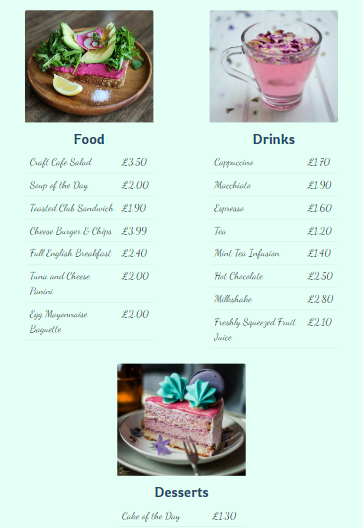 Food
Craft Cafe Salad £3.50
Soup of the Day £2.00
Toasted Club Sandwich £1.90
Cheese Burger & Chips £3.99
Full English Breakfast £2.40
Tuna and Cheese £2.00
Panini
Egg Mayonnaise £2.00
Baguette
Drinks
Cappuccino £1.70
Macchiato £1.90
Espresso £1.60
Tea £1.20
Mint Tea Infusion £1.40
Hot Chocolate £2.50
Milkshake £2.80
Freshly Squeezed Fruit £2.10
Juice
Desserts
Cake of the Day £1.30